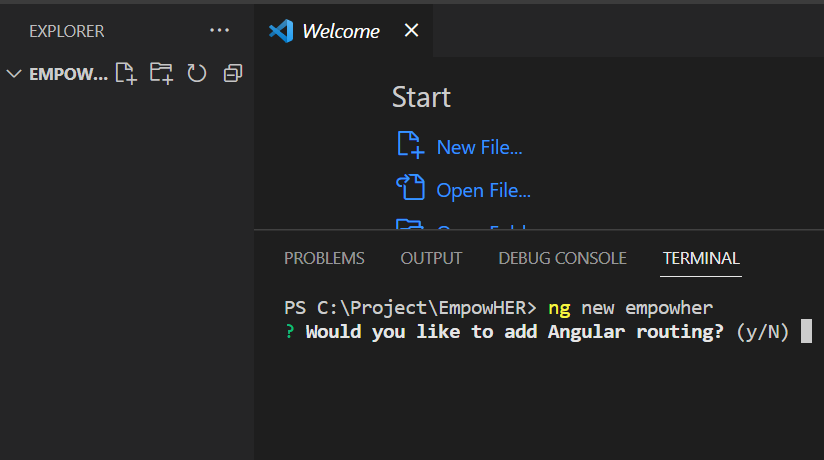 EXPLORER
Welcome
EMPOW...
Start
New File...
Open File...
PROBLEMS OUTPUT DEBUG CONSOLE TERMINAL
PS C:\Project\EmpowHER> ng new empowher
? Would you like to add Angular routing? (y/N)